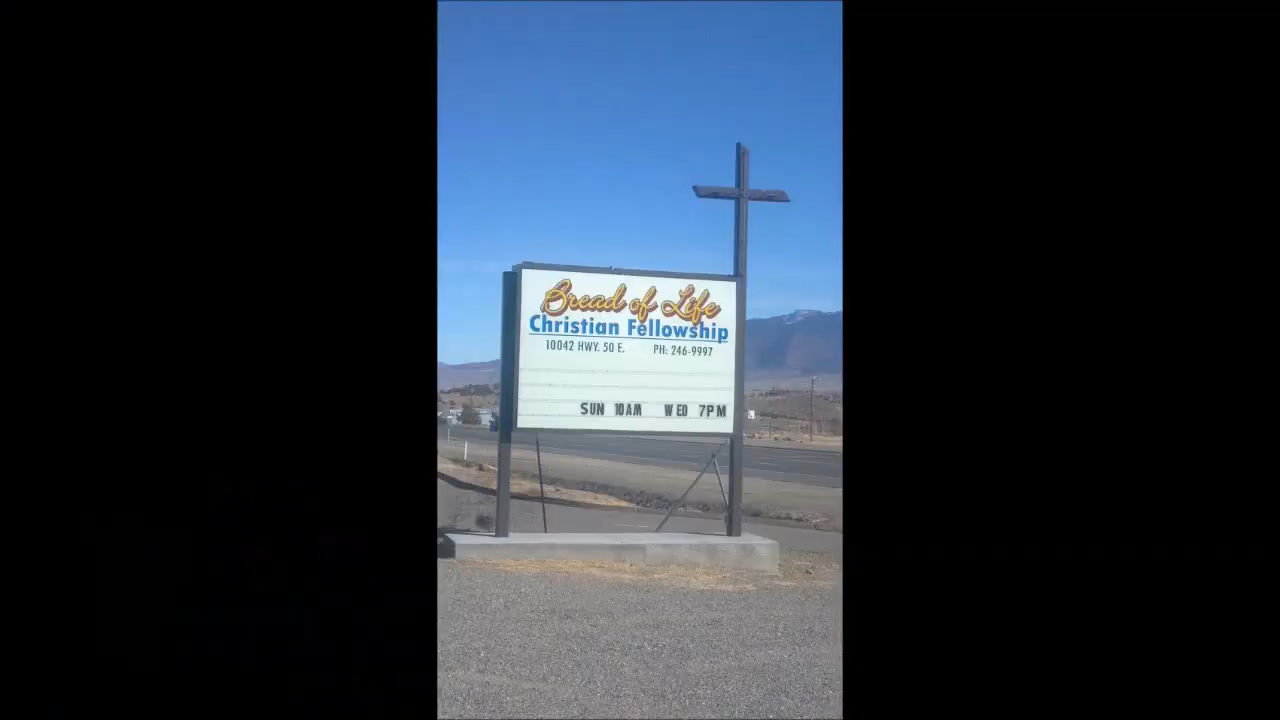 Bread of Life
Christian Fellowship
10042 HWY. 50 E. PH: 246-9997
SUN 10AM WED 7PM